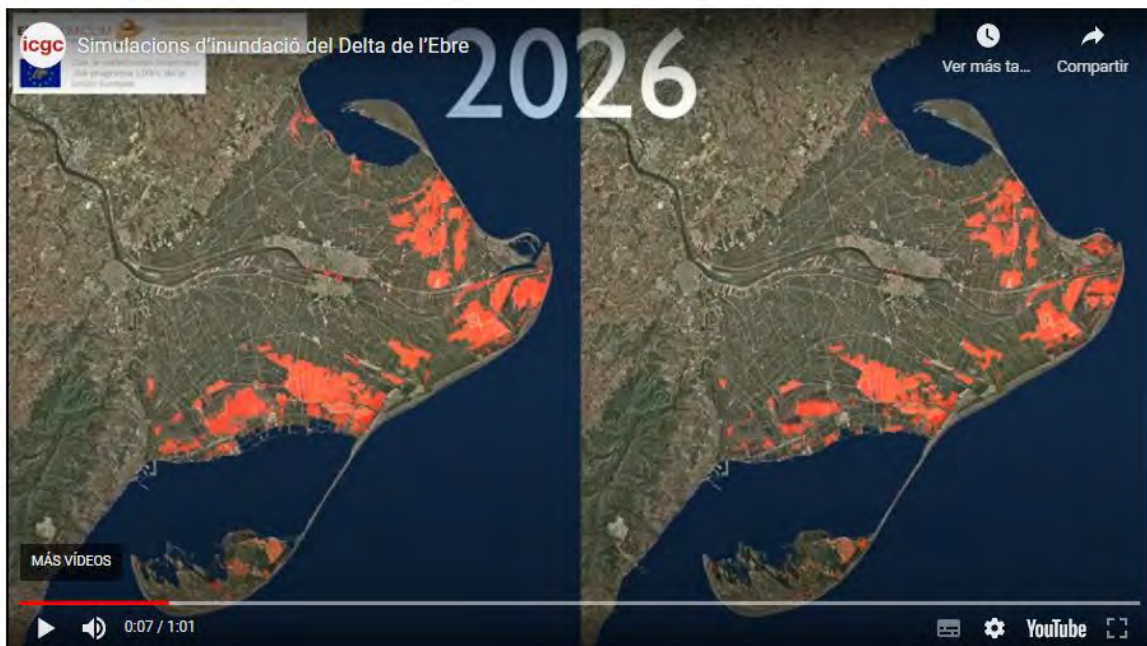 icgc
Simulacions d'inundació del Delta de l'Ebre
2026
Ver más ta...
Compartir
MÁS VÍDEOS
0:07 / 1:01
YouTube